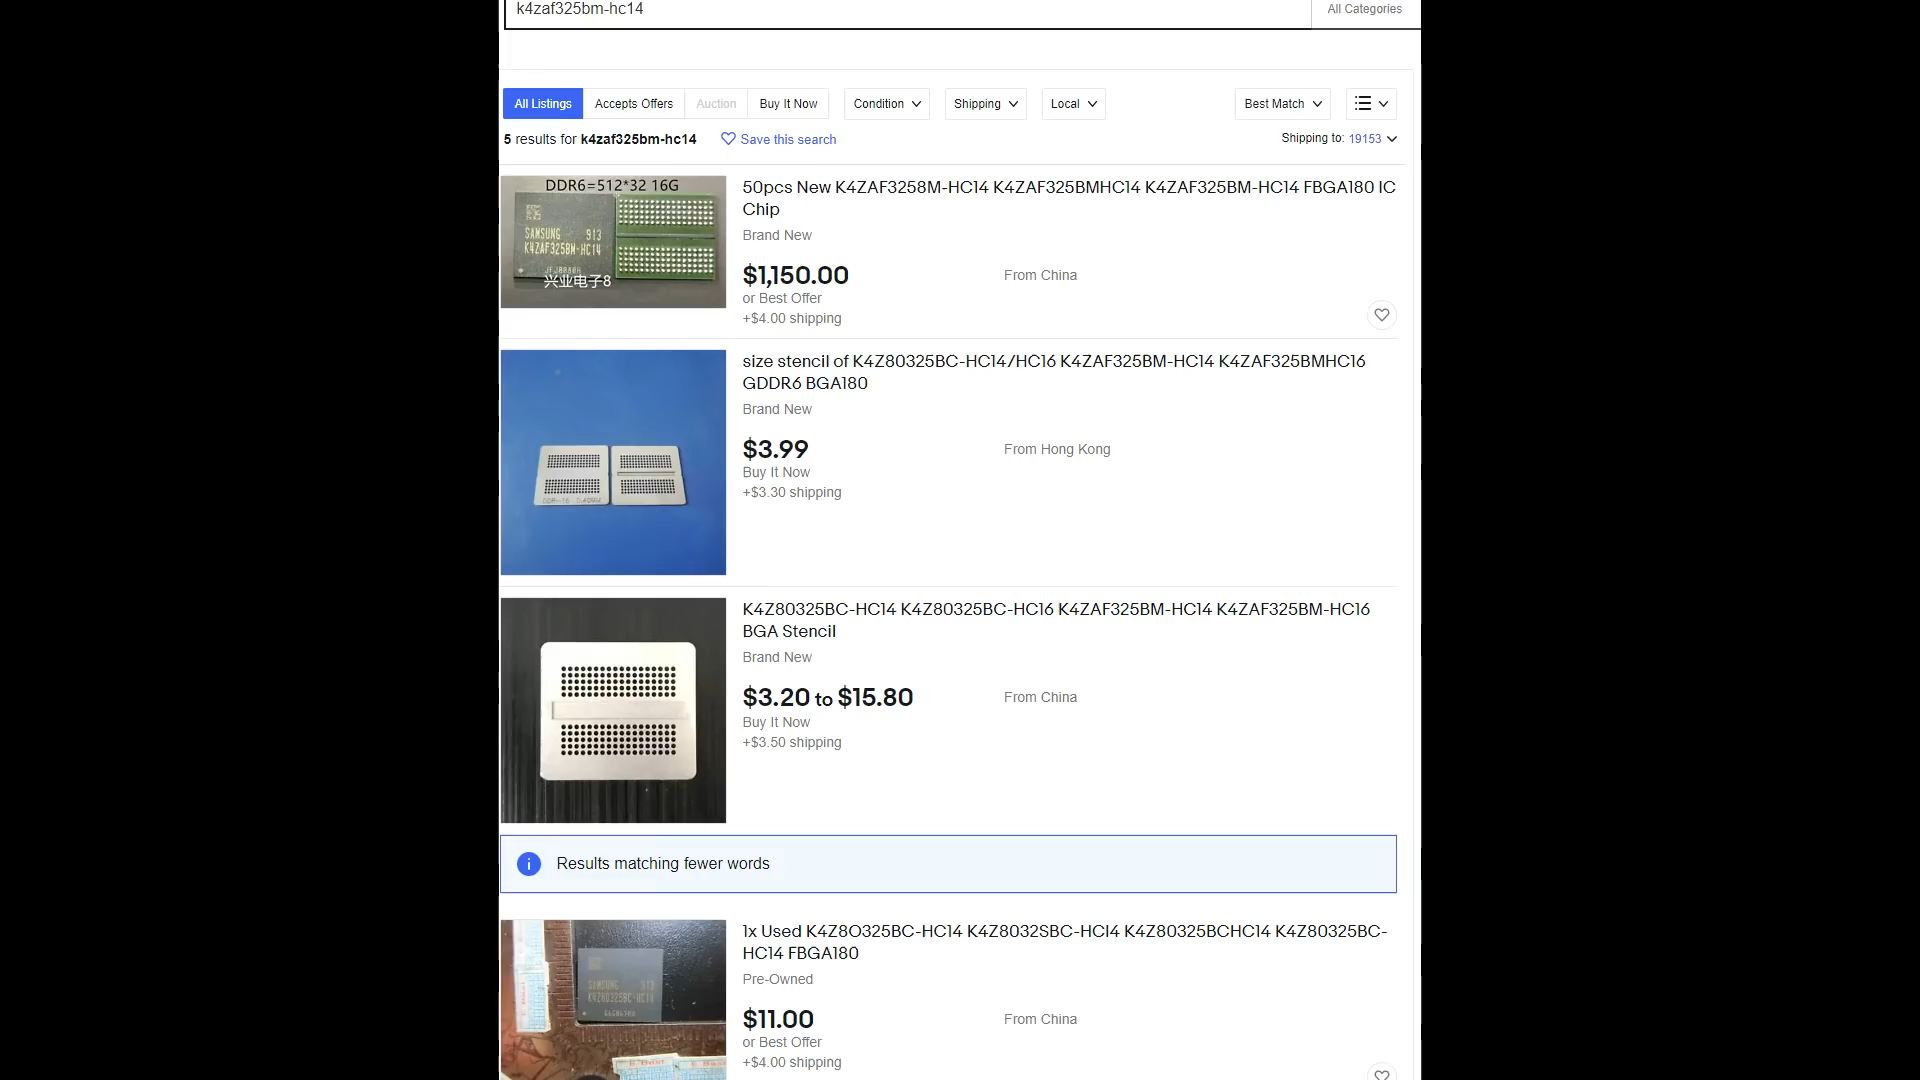 k4zaf325bm-hc14
All Categories
All Listings
Accepts Offers
Auction
Buy It Now
Condition
Shipping
Local
Best Match
5 results for k4zaf325bm-hc14
Save this search
Shipping to: 19153
DDR6=512*32 16G
SAMSUNG 913
K4ZAF325BM-HC14
兴业电子8
50pcs New K4ZAF3258M-HC14 K4ZAF325BMHC14 K4ZAF325BM-HC14 FBGA180 IC
Chip
Brand New
$1,150.00
From China
or Best Offer
+$4.00 shipping
size stencil of K4Z80325BC-HC14/HC16 K4ZAF325BM-HC14 K4ZAF325BMHC16
GDDR6 BGA180
Brand New
$3.99
From Hong Kong
Buy It Now
+$3.30 shipping
K4Z80325BC-HC14 K4Z80325BC-HC16 K4ZAF325BM-HC14 K4ZAF325BM-HC16
BGA Stencil
Brand New
$3.20 to $15.80
From China
Buy It Now
+$3.50 shipping
Results matching fewer words
SAMSUNG 913
K4Z80325BC-HC14
1x Used K4Z8O325BC-HC14 K4Z8032SBC-HCI4 K4Z80325BCHC14 K4Z80325BC-
HC14 FBGA180
Pre-Owned
$11.00
From China
or Best Offer
+$4.00 shipping